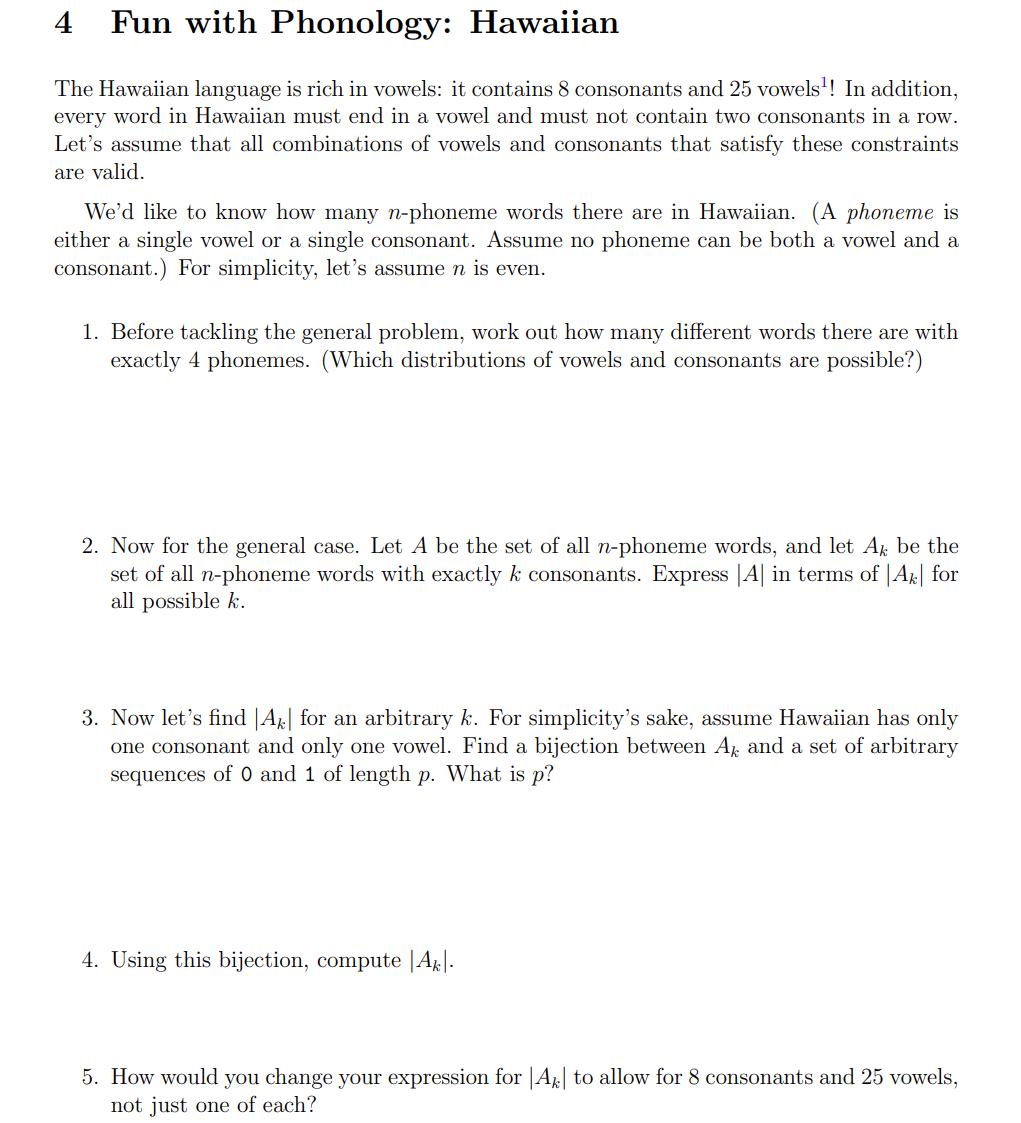 4 Fun with Phonology: Hawaiian
The Hawaiian language is rich in vowels: it contains 8 consonants and 25 vowels¹! In addition,
every word in Hawaiian must end in a vowel and must not contain two consonants in a row.
Let's assume that all combinations of vowels and consonants that satisfy these constraints
are valid.
We'd like to know how many n-phoneme words there are in Hawaiian. (A phoneme is
either a single vowel or a single consonant. Assume no phoneme can be both a vowel and a
consonant.) For simplicity, let's assume n is even.
1. Before tackling the general problem, work out how many different words there are with
exactly 4 phonemes. (Which distributions of vowels and consonants are possible?)
2. Now for the general case. Let A be the set of all n-phoneme words, and let Aₖ be the
set of all n-phoneme words with exactly k consonants. Express |A| in terms of |Aₖ| for
all possible k.
3. Now let's find |Aₖ| for an arbitrary k. For simplicity's sake, assume Hawaiian has only
one consonant and only one vowel. Find a bijection between Aₖ and a set of arbitrary
sequences of 0 and 1 of length p. What is p?
4. Using this bijection, compute |Aₖ|.
5. How would you change your expression for |Aₖ| to allow for 8 consonants and 25 vowels,
not just one of each?